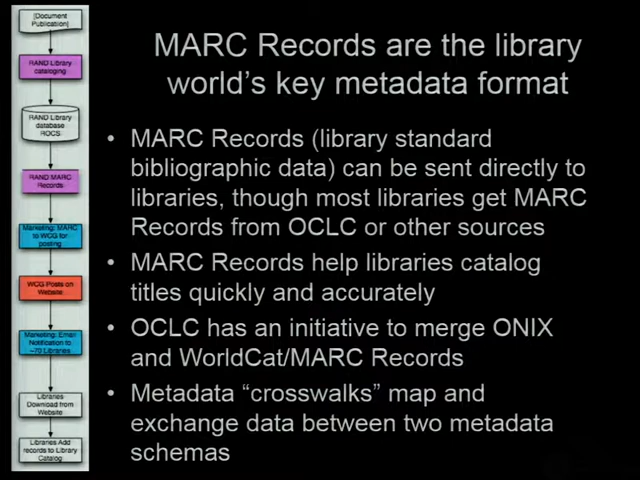 [Document
Publication]
RAND Library
cataloging
RAND Library
database
ROCS
RAND MARC
Records
Marketing: MARC
to WCG for
posting
WCG Posts on
Website
Marketing: Email
Notification to
~70 Libraries
Libraries
Download from
Website
Libraries Add
records to Library
Catalog
MARC Records are the library
world's key metadata format
• MARC Records (library standard
bibliographic data) can be sent directly to
libraries, though most libraries get MARC
Records from OCLC or other sources
• MARC Records help libraries catalog
titles quickly and accurately
• OCLC has an initiative to merge ONIX
and WorldCat/MARC Records
• Metadata “crosswalks” map and
exchange data between two metadata
schemas